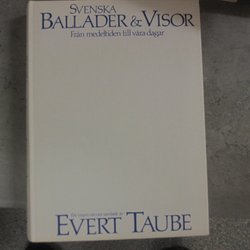 SVENSKA
BALLADER & VISOR
Från medeltiden till våra dagar
EVERT TAUBE